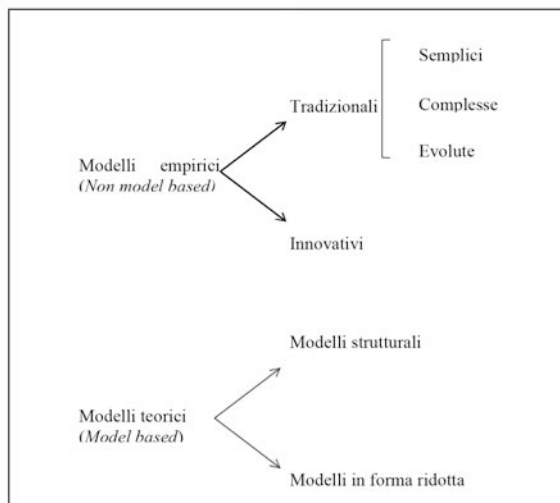 Semplici
Tradizionali
Complesse
Evolute
Modelli empirici
(Non model based)
Innovativi
Modelli strutturali
Modelli teorici
(Model based)
Modelli in forma ridotta